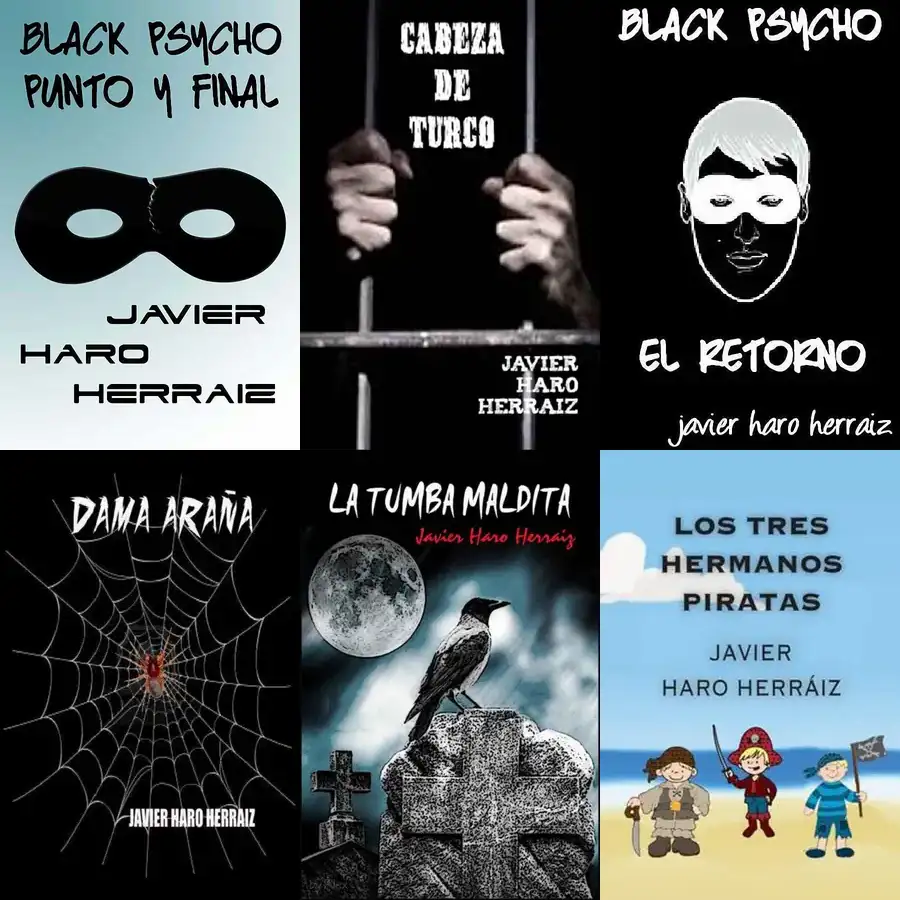 BLACK PSYCHO
PUNTO Y FINAL
JAVIER
HARO
HERRAIZ
CABEZA
DE
TURCO
JAVIER
HARO
HERRAIZ
BLACK PSYCHO
EL RETORNO
javier haro herraiz
DAMA ARAÑA
JAVIER HARO HERRAIZ
LA TUMBA MALDITA
Javier Haro Herraiz
LOS TRES
HERMANOS
PIRATAS
JAVIER
HARO HERRÁIZ